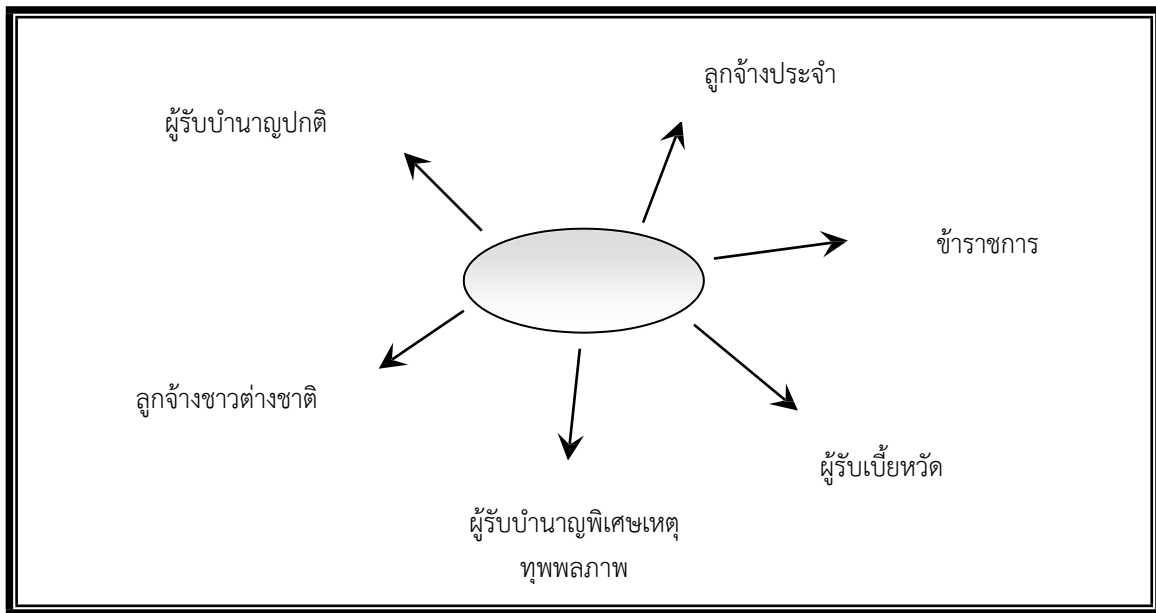 ลูกจ้างประจำ
ผู้รับบำนาญปกติ
ข้าราชการ
ลูกจ้างชาวต่างชาติ
ผู้รับเบี้ยหวัด
ผู้รับบำนาญพิเศษเหตุ
ทุพพลภาพ